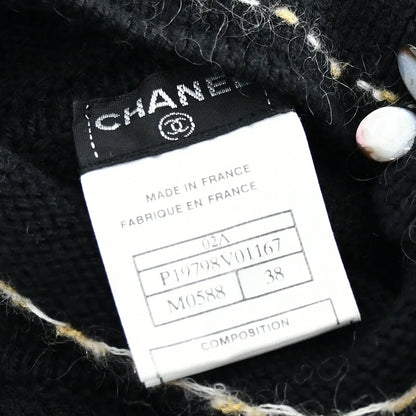 CHANEL
MADE IN FRANCE
FABRIQUE EN FRANCE
02A
P19798V01167
M0588 38
COMPOSITION